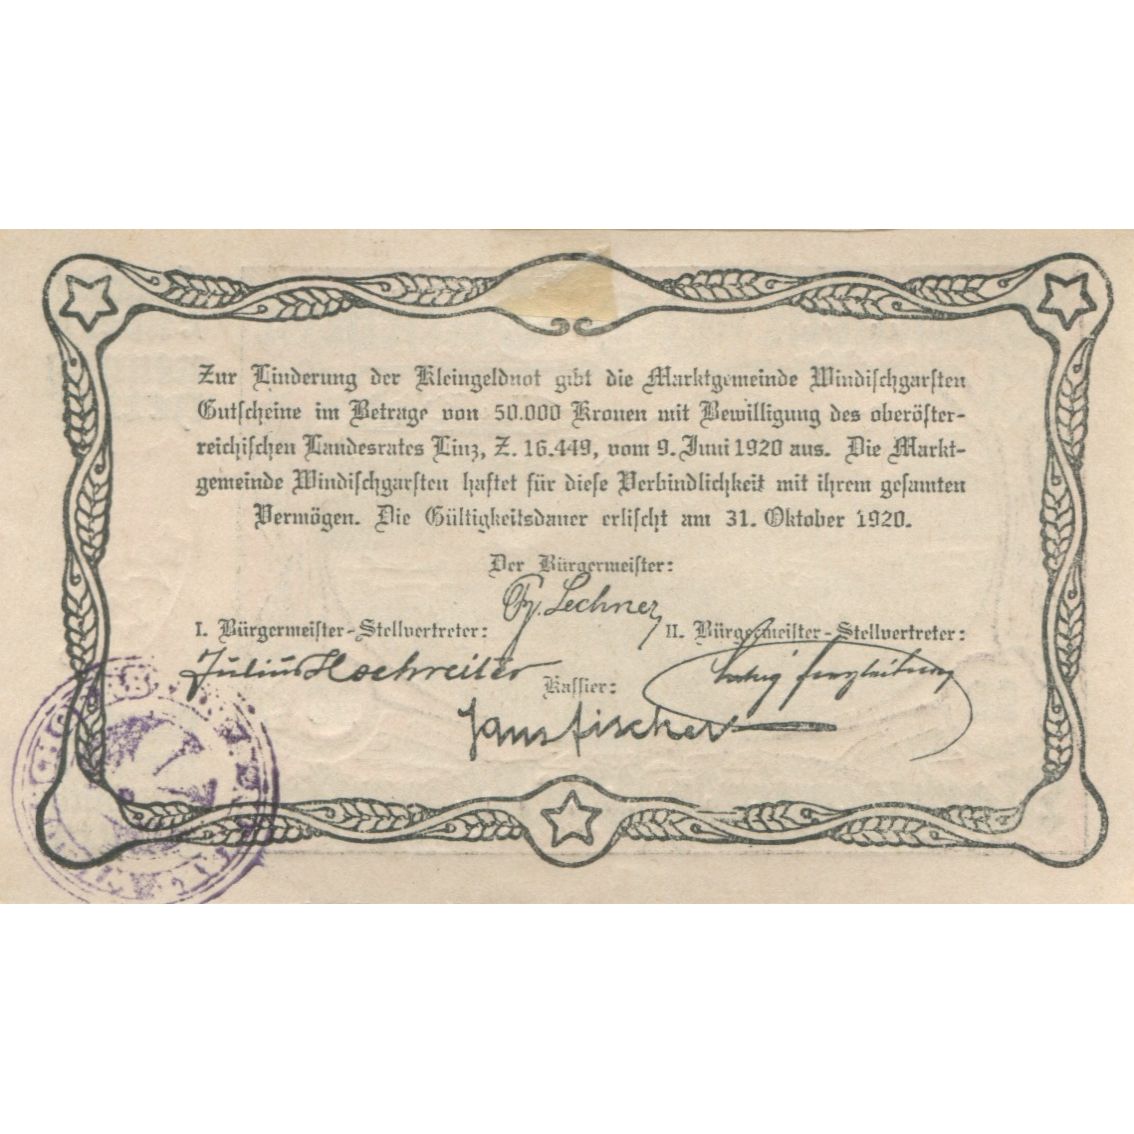 Zur Linderung der Kleingeldnot gibt die Marktgemeinde Windischgarsten
Gutscheine im Betrage von 50.000 Kronen mit Bewilligung des oberöster-
reichischen Landesrates Linz, Z. 16.449, vom 9. Juni 1920 aus. Die Markt-
gemeinde Windischgarsten haftet für diese Verbindlichkeit mit ihrem gesamten
Vermögen. Die Gültigkeitsdauer erlischt am 31. Oktober 1920.
Der Bürgermeister:
Lechner
I. Bürgermeister-Stellvertreter: II. Bürgermeister-Stellvertreter:
Julius Hochreiter
Kassier:
Hans Fischer